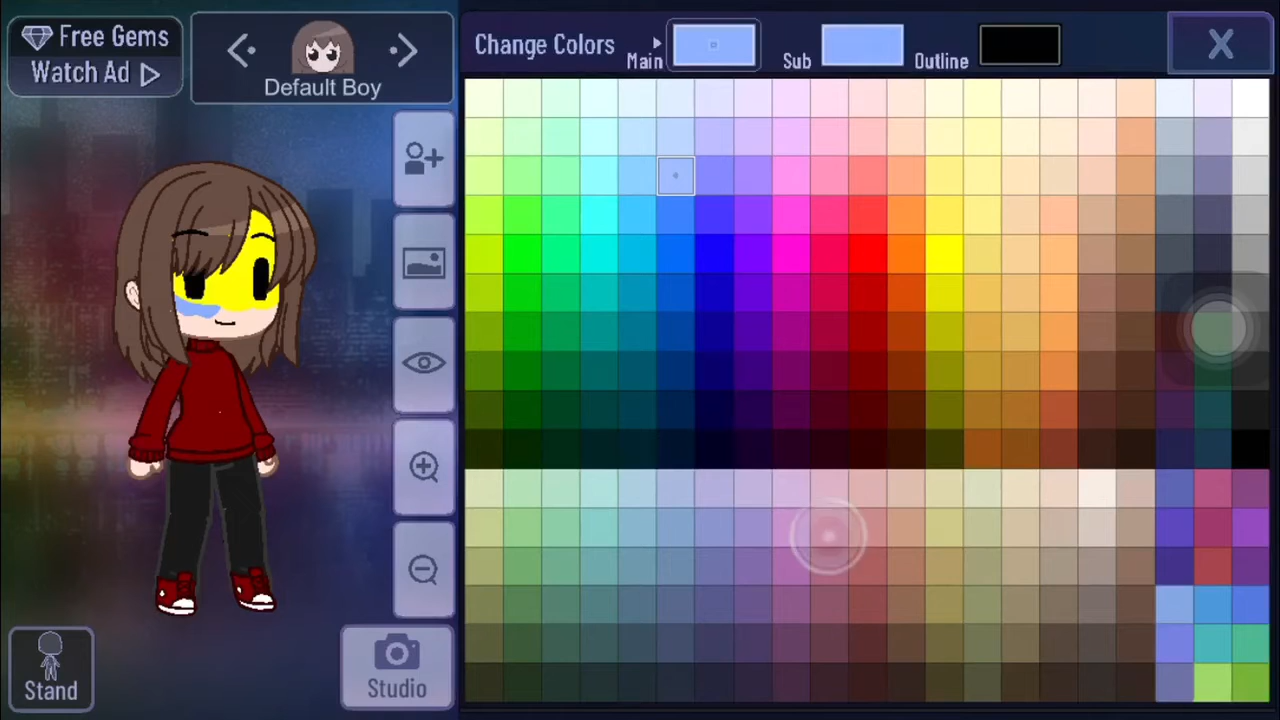 Free Gems
Watch Ad
Default Boy
Change Colors
Main
Sub
Outline
X
Stand
Studio